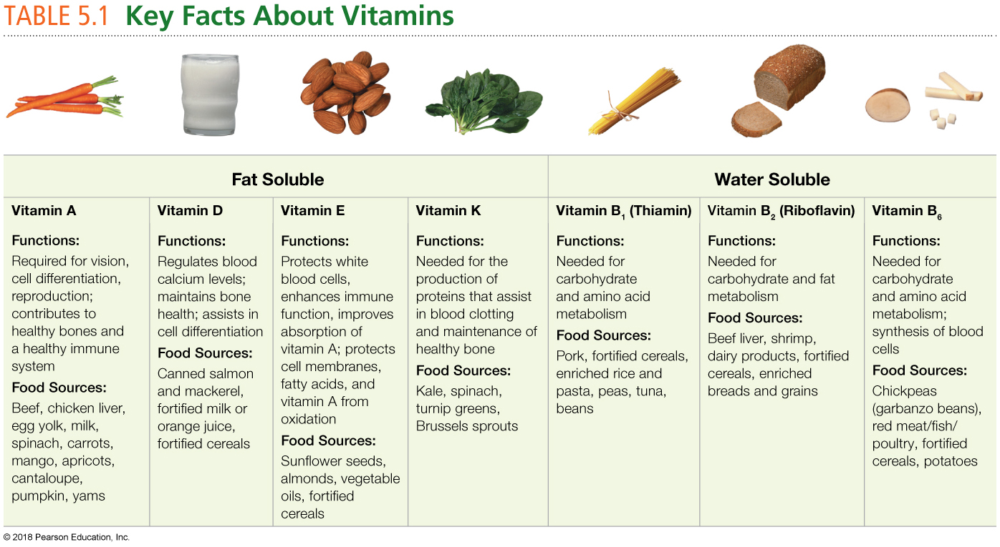 TABLE 5.1 Key Facts About Vitamins
Fat Soluble
Water Soluble
Vitamin A
Functions:
Required for vision,
cell differentiation,
reproduction;
contributes to
healthy bones and
a healthy immune
system
Food Sources:
Beef, chicken liver,
egg yolk, milk,
spinach, carrots,
mango, apricots,
cantaloupe,
pumpkin, yams
Vitamin D
Functions:
Regulates blood
calcium levels;
maintains bone
health; assists in
cell differentiation
Food Sources:
Canned salmon
and mackerel,
fortified milk or
orange juice,
fortified cereals
Vitamin E
Functions:
Protects white
blood cells,
enhances immune
function, improves
absorption of
vitamin A; protects
cell membranes,
fatty acids, and
vitamin A from
oxidation
Food Sources:
Sunflower seeds,
almonds, vegetable
oils, fortified
cereals
Vitamin K
Functions:
Needed for the
production of
proteins that assist
in blood clotting
and maintenance of
healthy bone
Food Sources:
Kale, spinach,
turnip greens,
Brussels sprouts
Vitamin B₁ (Thiamin)
Functions:
Needed for
carbohydrate
and amino acid
metabolism
Food Sources:
Pork, fortified cereals,
enriched rice and
pasta, peas, tuna,
beans
Vitamin B₂ (Riboflavin)
Functions:
Needed for
carbohydrate and fat
metabolism
Food Sources:
Beef liver, shrimp,
dairy products, fortified
cereals, enriched
breads and grains
Vitamin B₆
Functions:
Needed for
carbohydrate
and amino acid
metabolism;
synthesis of blood
cells
Food Sources:
Chickpeas
(garbanzo beans),
red meat/fish/
poultry, fortified
cereals, potatoes
© 2018 Pearson Education, Inc.